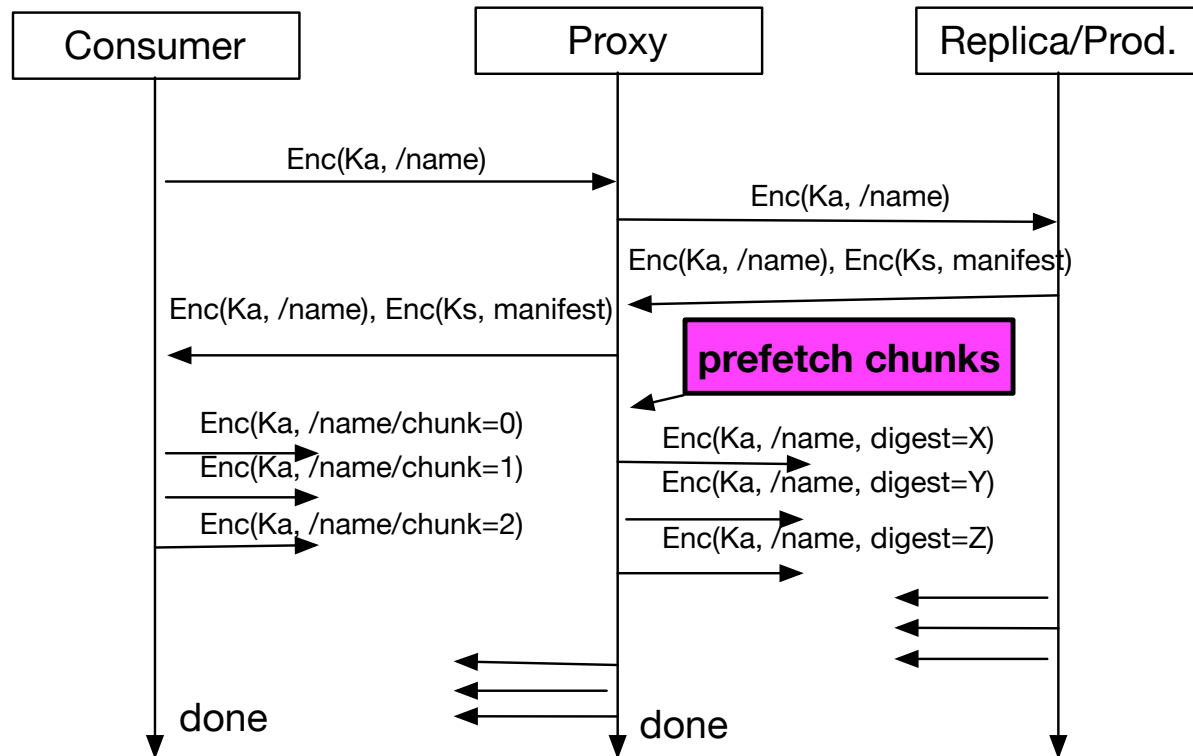 Consumer
Proxy
Replica/Prod.
Enc(Ka, /name)
Enc(Ka, /name)
Enc(Ka, /name), Enc(Ks, manifest)
Enc(Ka, /name), Enc(Ks, manifest)
prefetch chunks
Enc(Ka, /name/chunk=0)
Enc(Ka, /name/chunk=1)
Enc(Ka, /name/chunk=2)
Enc(Ka, /name, digest=X)
Enc(Ka, /name, digest=Y)
Enc(Ka, /name, digest=Z)
done
done